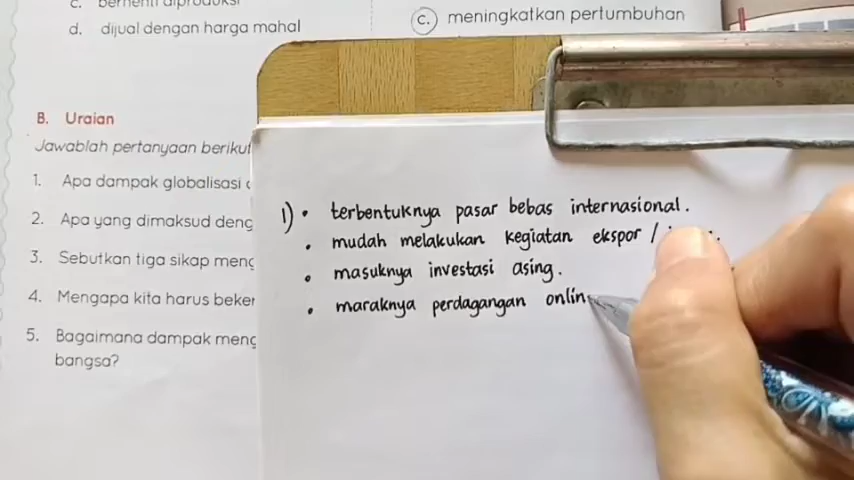 c. berhenti diproduksi
d. dijual dengan harga mahal
c. meningkatkan pertumbuhan
B. Uraian
Jawablah pertanyaan berikut
1. Apa dampak globalisasi
2. Apa yang dimaksud deng
3. Sebutkan tiga sikap meng
4. Mengapa kita harus beker
5. Bagaimana dampak meng
bangsa?
1) • terbentuknya pasar bebas internasional.
• mudah melakukan kegiatan ekspor /
• masuknya investasi asing.
• maraknya perdagangan onlin